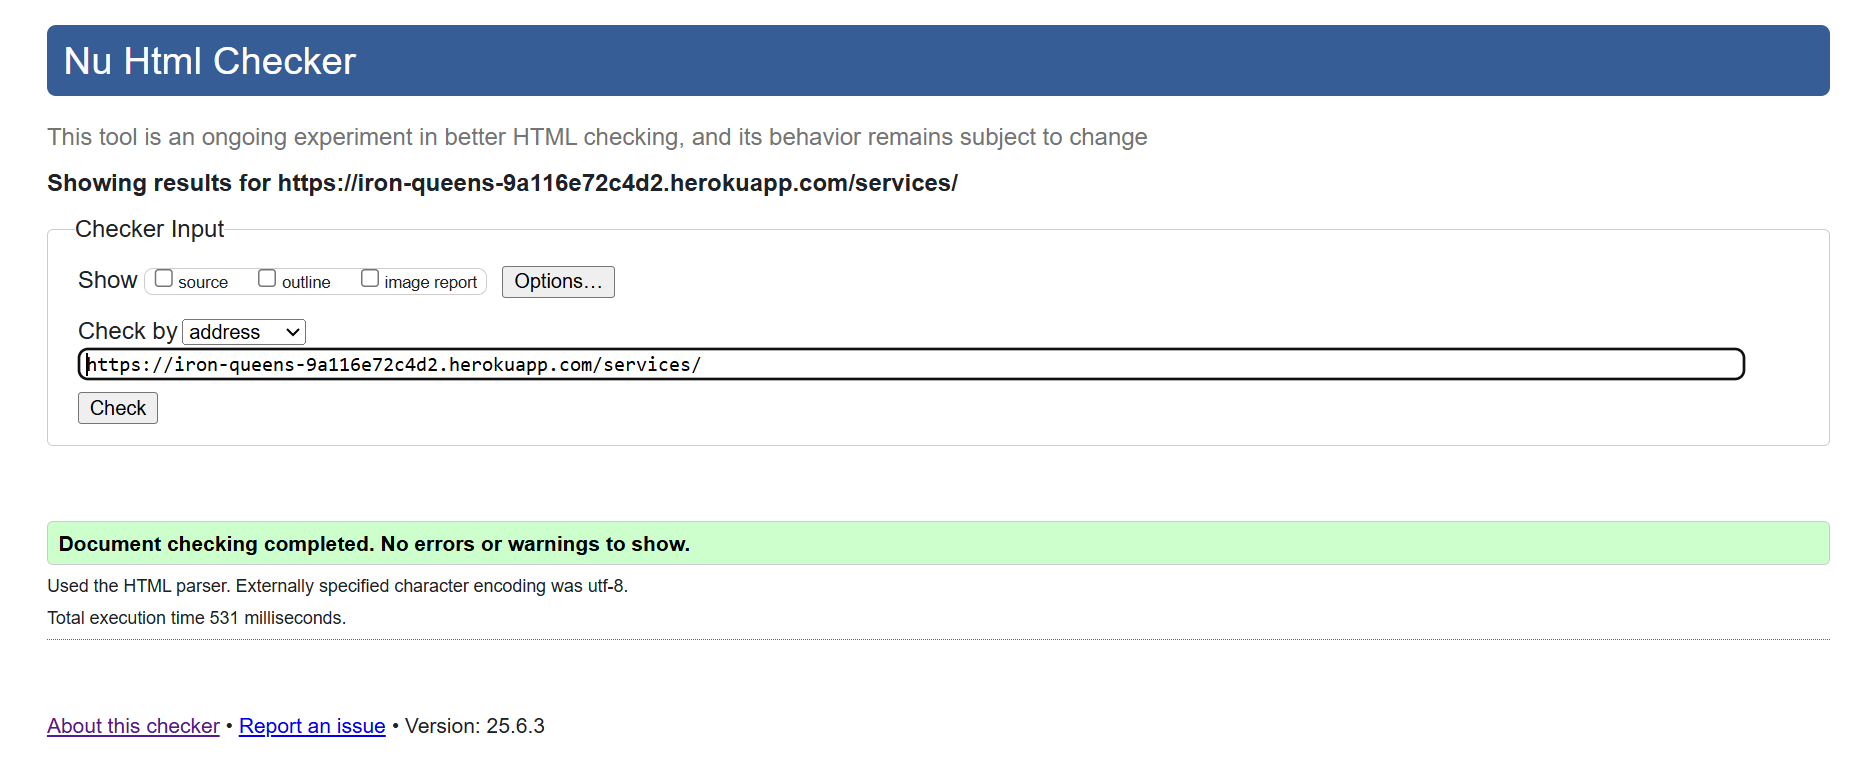 Nu Html Checker
This tool is an ongoing experiment in better HTML checking, and its behavior remains subject to change
Showing results for https://iron-queens-9a116e72c4d2.herokuapp.com/services/
Checker Input
Show source outline image report Options...
Check by address
https://iron-queens-9a116e72c4d2.herokuapp.com/services/
Check
Document checking completed. No errors or warnings to show.
Used the HTML parser. Externally specified character encoding was utf-8.
Total execution time 531 milliseconds.
About this checker • Report an issue • Version: 25.6.3